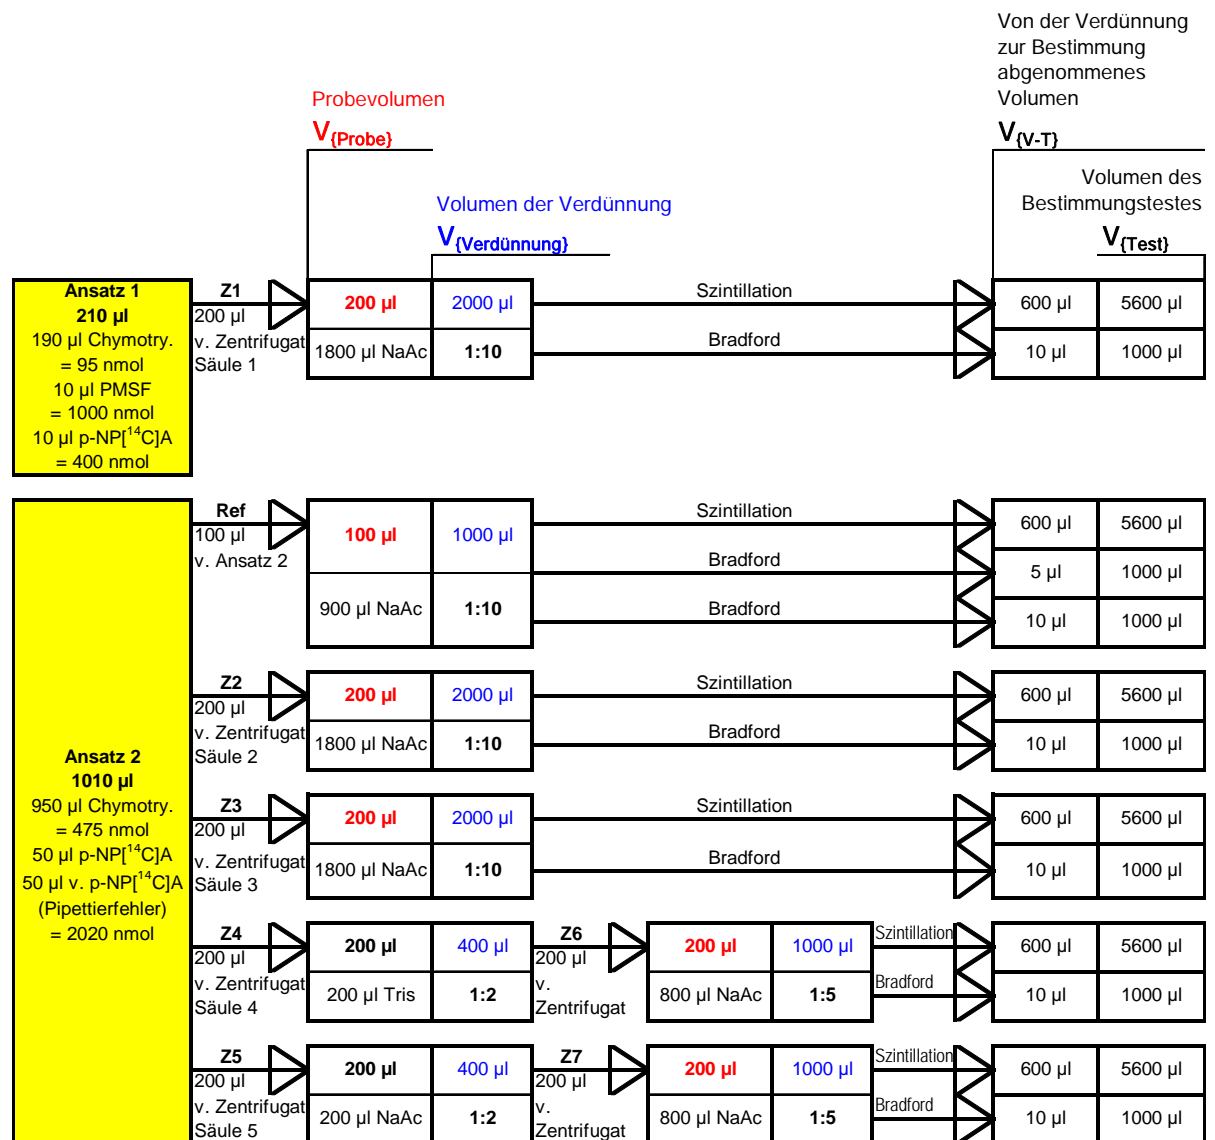 Von der Verdünnung
zur Bestimmung
abgenommenes
Volumen
V{V-T}
Probevolumen
V{Probe}
Volumen des
Bestimmungstestes
V{Test}
Volumen der Verdünnung
V{Verdünnung}
Ansatz 1
210 µl
190 µl Chymotry.
= 95 nmol
10 µl PMSF
= 1000 nmol
10 µl p-NP[14C]A
= 400 nmol
Z1
200 µl
v. Zentrifugat
Säule 1
200 µl
2000 µl
1800 µl NaAc
1:10
Szintillation
Bradford
600 µl
5600 µl
10 µl
1000 µl
Ansatz 2
1010 µl
950 µl Chymotry.
= 475 nmol
50 µl p-NP[14C]A
50 µl v. p-NP[14C]A
(Pipettierfehler)
= 2020 nmol
Ref
100 µl
v. Ansatz 2
100 µl
1000 µl
900 µl NaAc
1:10
Szintillation
Bradford
Bradford
600 µl
5600 µl
5 µl
1000 µl
10 µl
1000 µl
Z2
200 µl
v. Zentrifugat
Säule 2
200 µl
2000 µl
1800 µl NaAc
1:10
Szintillation
Bradford
600 µl
5600 µl
10 µl
1000 µl
Z3
200 µl
v. Zentrifugat
Säule 3
200 µl
2000 µl
1800 µl NaAc
1:10
Szintillation
Bradford
600 µl
5600 µl
10 µl
1000 µl
Z4
200 µl
v. Zentrifugat
Säule 4
200 µl
400 µl
200 µl Tris
1:2
Z6
200 µl
v.
Zentrifugat
200 µl
1000 µl
800 µl NaAc
1:5
Szintillation
Bradford
600 µl
5600 µl
10 µl
1000 µl
Z5
200 µl
v. Zentrifugat
Säule 5
200 µl
400 µl
200 µl NaAc
1:2
Z7
200 µl
v.
Zentrifugat
200 µl
1000 µl
800 µl NaAc
1:5
Szintillation
Bradford
600 µl
5600 µl
10 µl
1000 µl